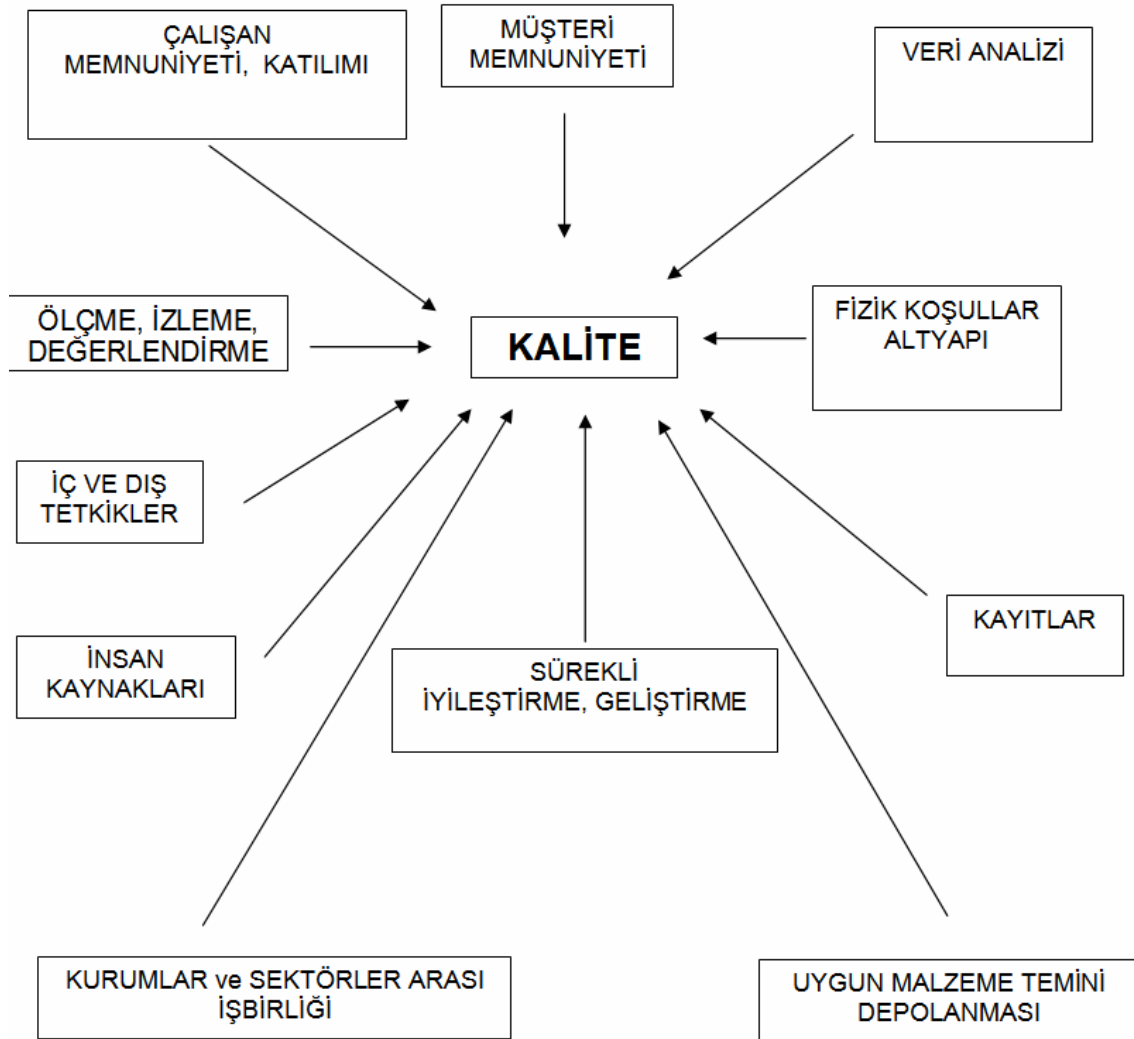 ÇALIŞAN
MEMNUNİYETİ, KATILIMI
MÜŞTERİ
MEMNUNİYETİ
VERİ ANALİZİ
ÖLÇME, İZLEME,
DEĞERLENDİRME
KALİTE
FİZİK KOŞULLAR
ALTYAPI
İÇ VE DIŞ
TETKİKLER
KAYITLAR
İNSAN
KAYNAKLARI
SÜREKLİ
İYİLEŞTİRME, GELİŞTİRME
KURUMLAR ve SEKTÖRLER ARASI
İŞBİRLİĞİ
UYGUN MALZEME TEMİNİ
DEPOLANMASI